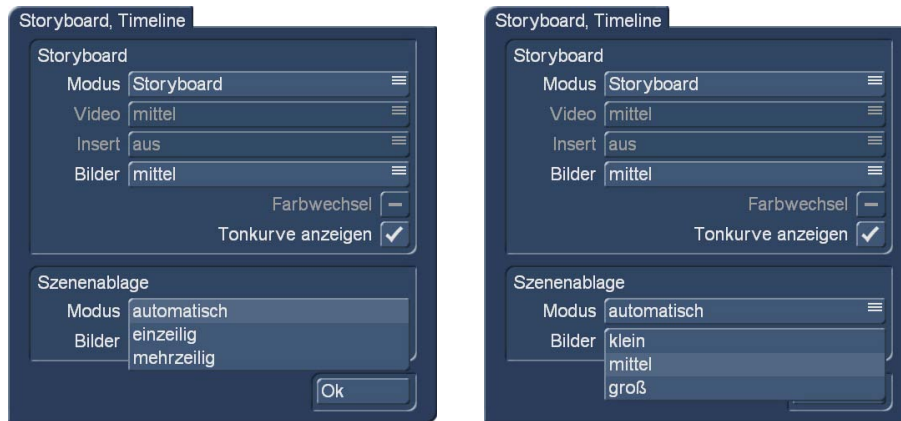 Storyboard, Timeline
Storyboard
Modus Storyboard
Video mittel
Insert aus
Bilder mittel
Farbwechsel
Tonkurve anzeigen
Szenenablage
Modus automatisch
einzeilig
Bilder
mehrzeilig
Ok
Storyboard, Timeline
Storyboard
Modus Storyboard
Video mittel
Insert aus
Bilder mittel
Farbwechsel
Tonkurve anzeigen
Szenenablage
Modus automatisch
Bilder klein
mittel
groß